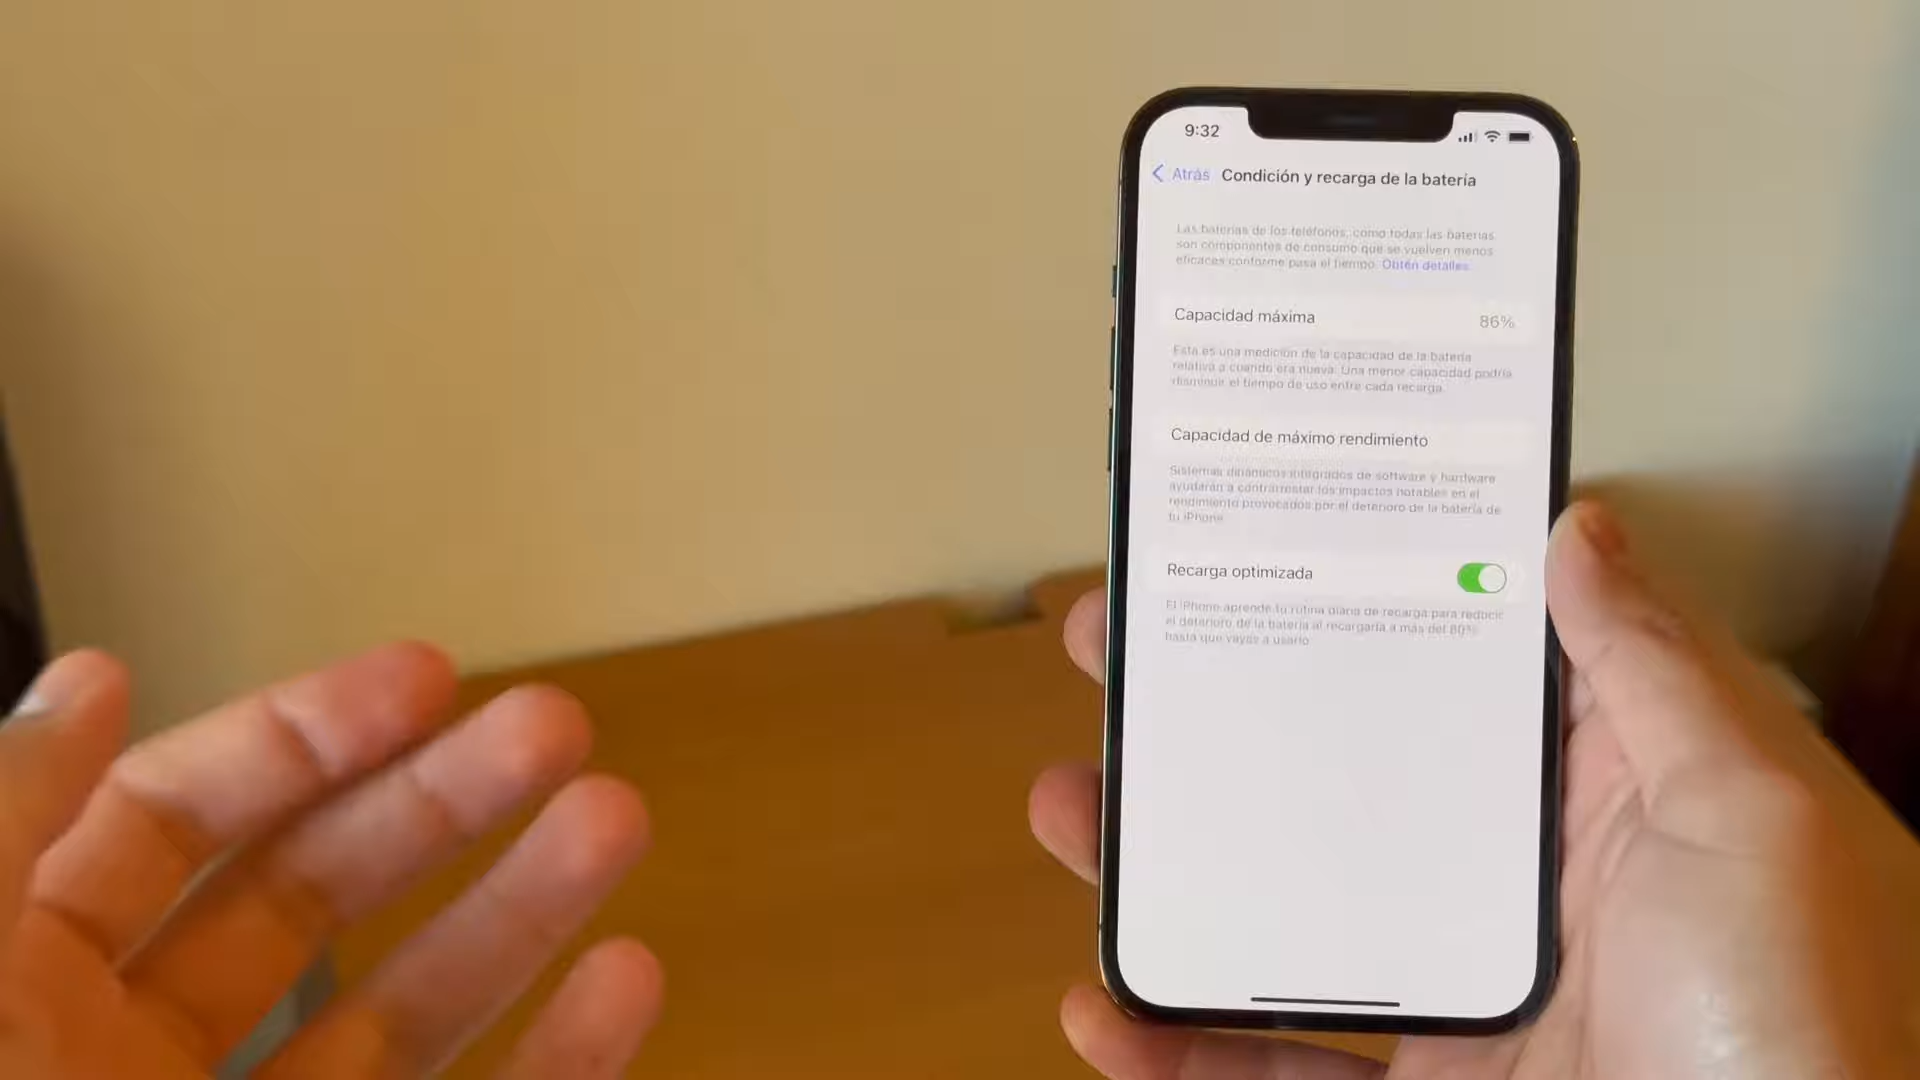 9:32
Atrás Condición y recarga de la batería
Las baterías de los teléfonos, como todas las baterías,
son componentes de consumo que se vuelven menos
eficaces conforme pasa el tiempo. Obtén detalles.
Capacidad máxima 86%
Esta es una medición de la capacidad de la batería
relativa a cuando era nueva. Una menor capacidad podría
disminuir el tiempo de uso entre cada recarga.
Capacidad de máximo rendimiento
Sistemas dinámicos integrados de software y hardware
ayudarán a contrarrestar los impactos notables en el
rendimiento provocados por el deterioro de la batería de
tu iPhone.
Recarga optimizada
El iPhone aprende tu rutina diaria de recarga para reducir
el deterioro de la batería al recargarla a más del 80%
hasta que vayas a usarlo.